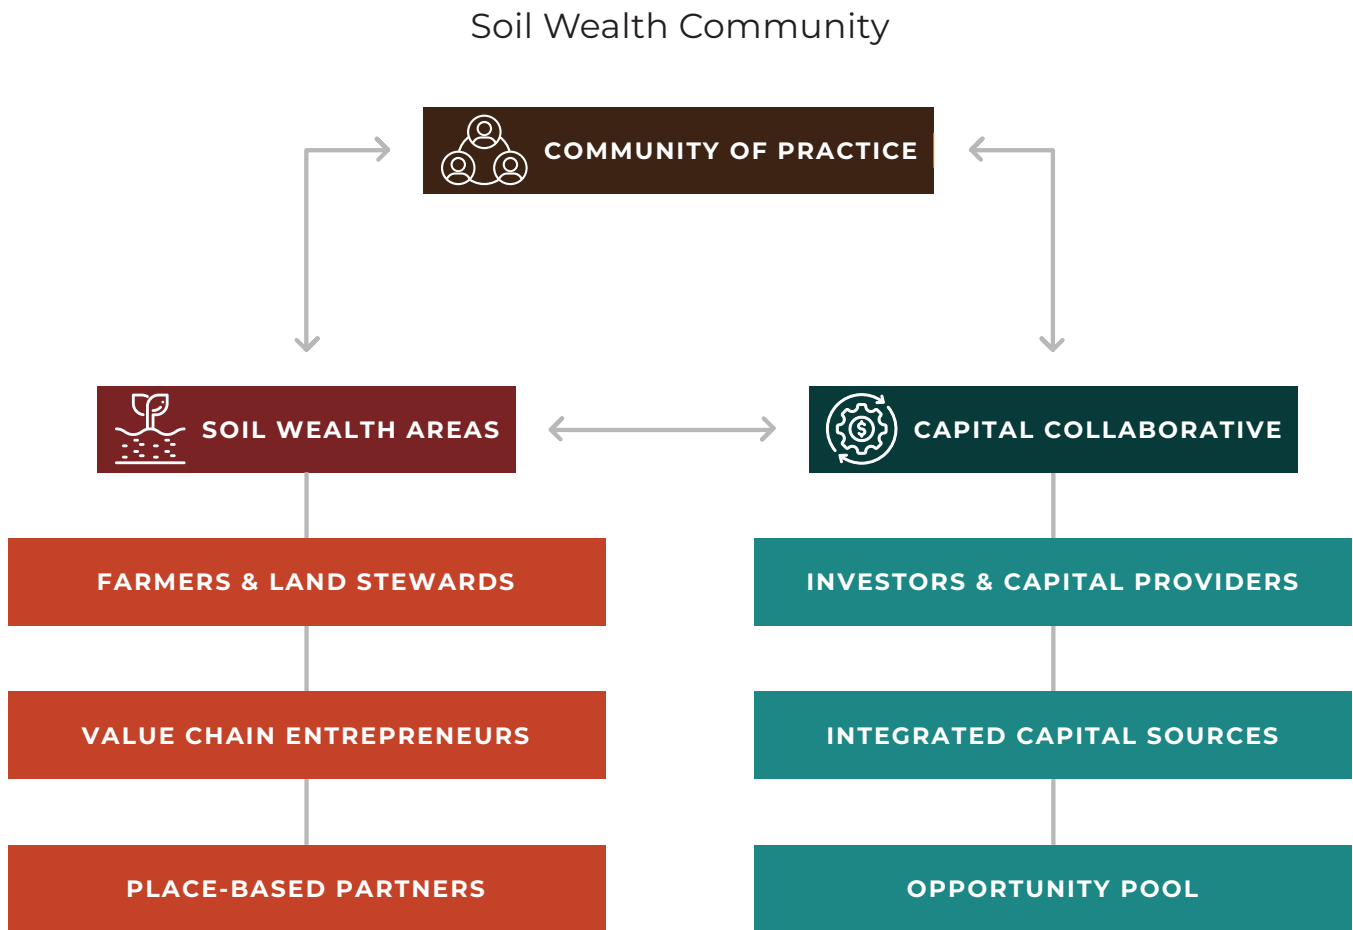 Soil Wealth Community
COMMUNITY OF PRACTICE
SOIL WEALTH AREAS
CAPITAL COLLABORATIVE
FARMERS & LAND STEWARDS
INVESTORS & CAPITAL PROVIDERS
VALUE CHAIN ENTREPRENEURS
INTEGRATED CAPITAL SOURCES
PLACE-BASED PARTNERS
OPPORTUNITY POOL
$